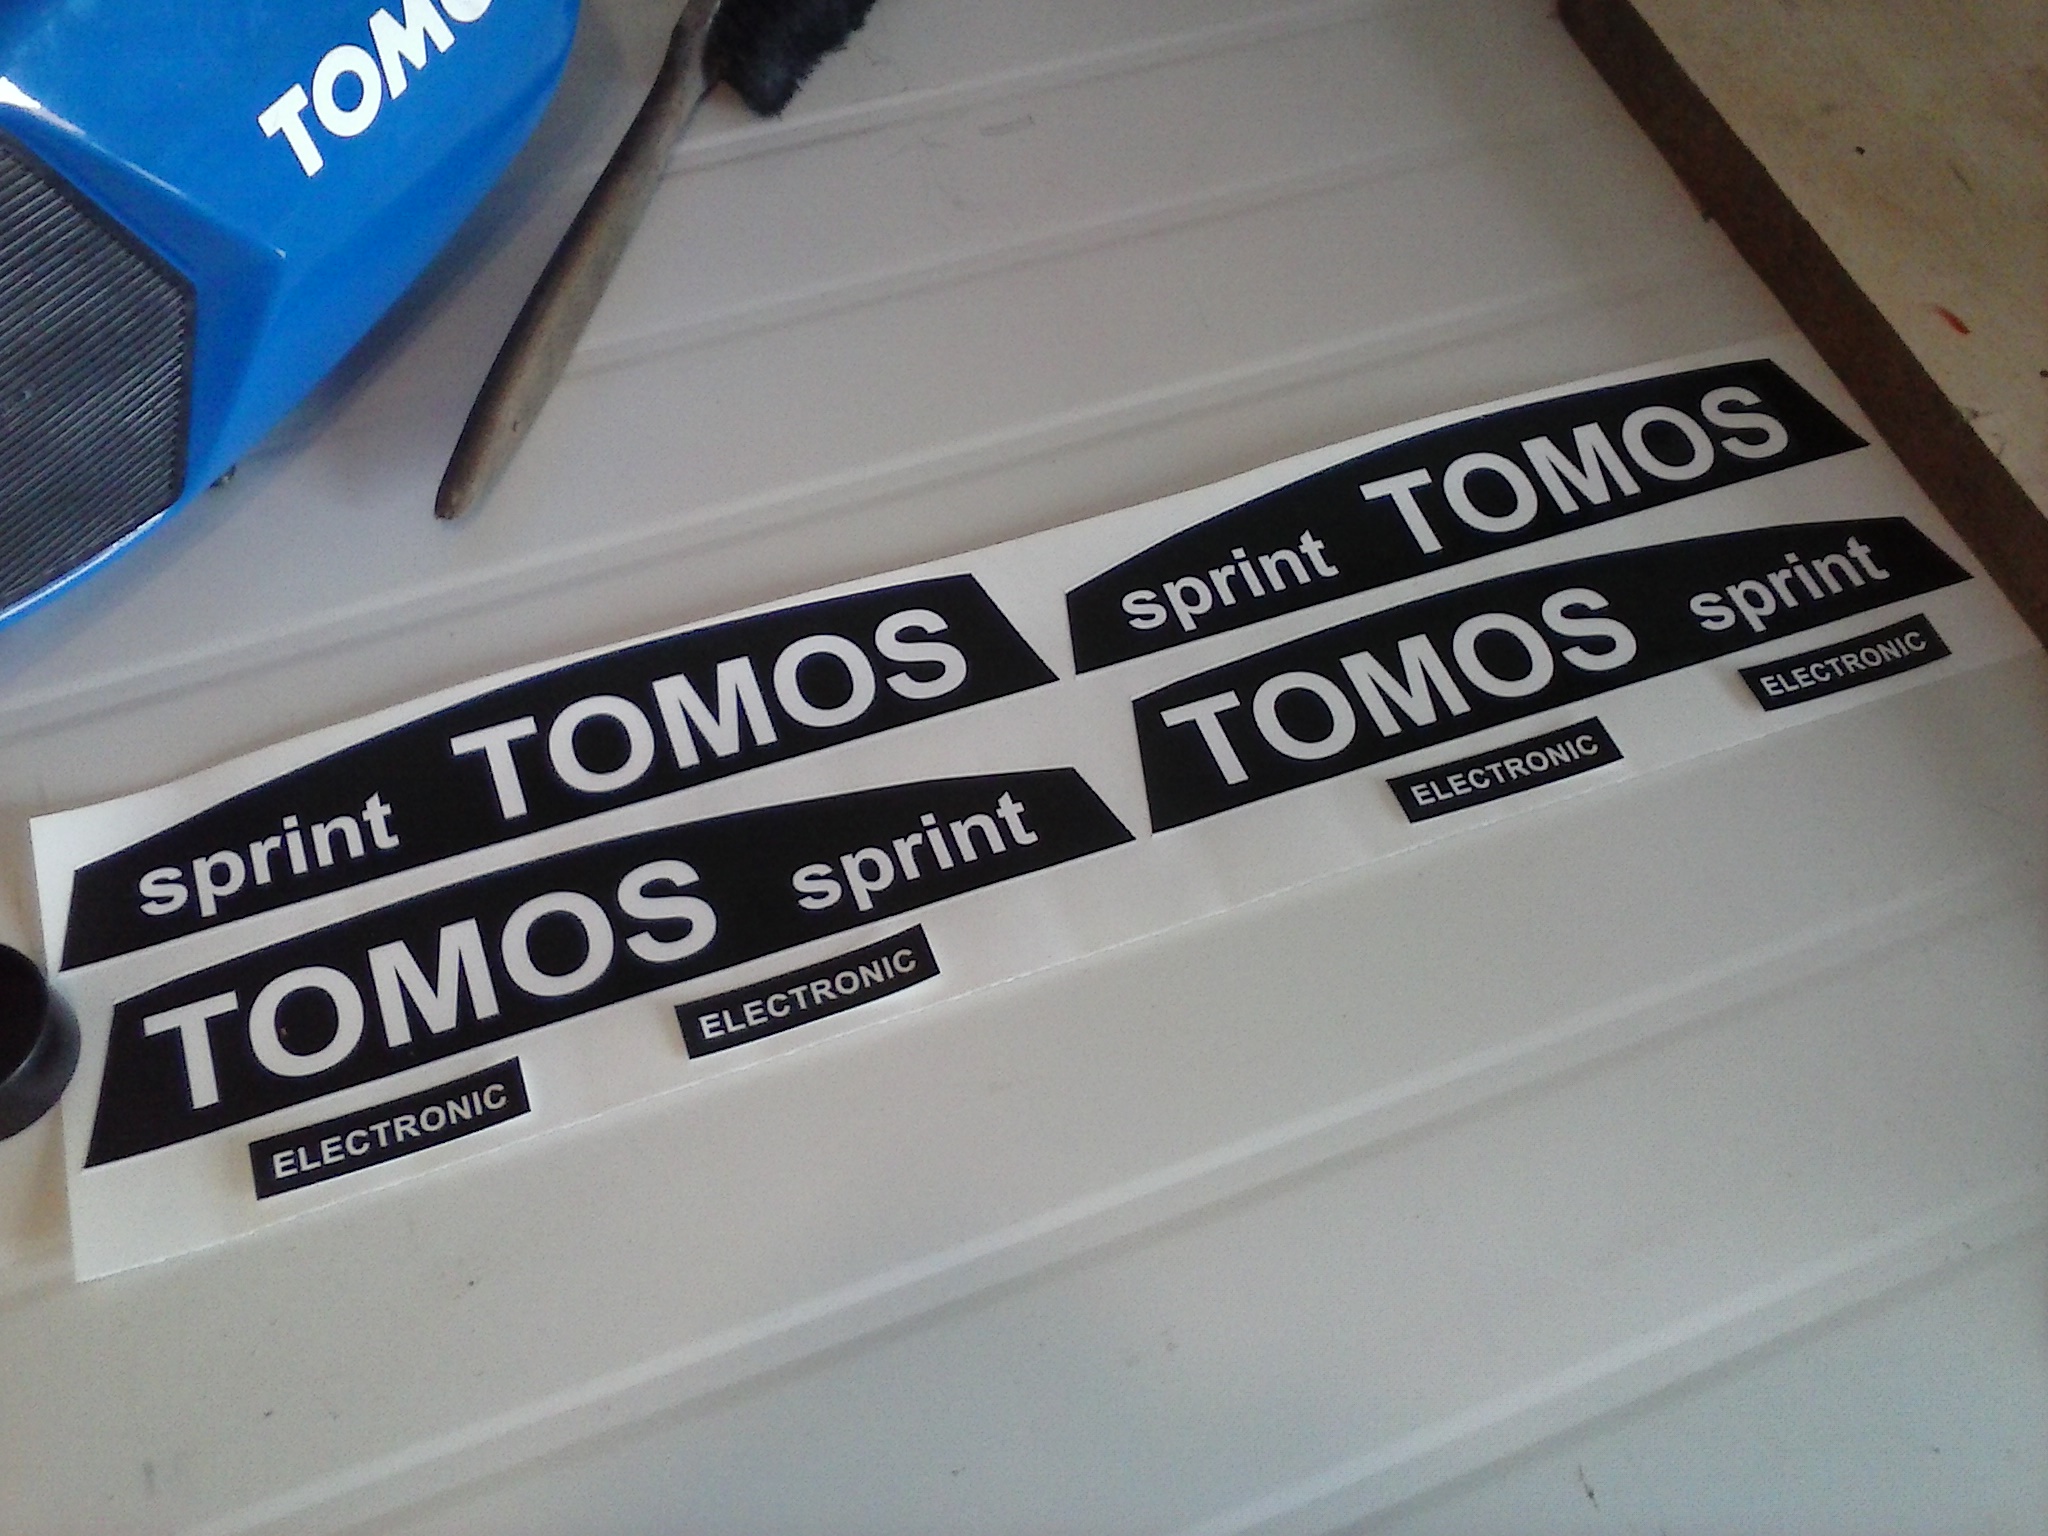 TOMO
sprint TOMOS
sprint TOMOS
TOMOS sprint
TOMOS sprint
ELECTRONIC
ELECTRONIC
ELECTRONIC
ELECTRONIC